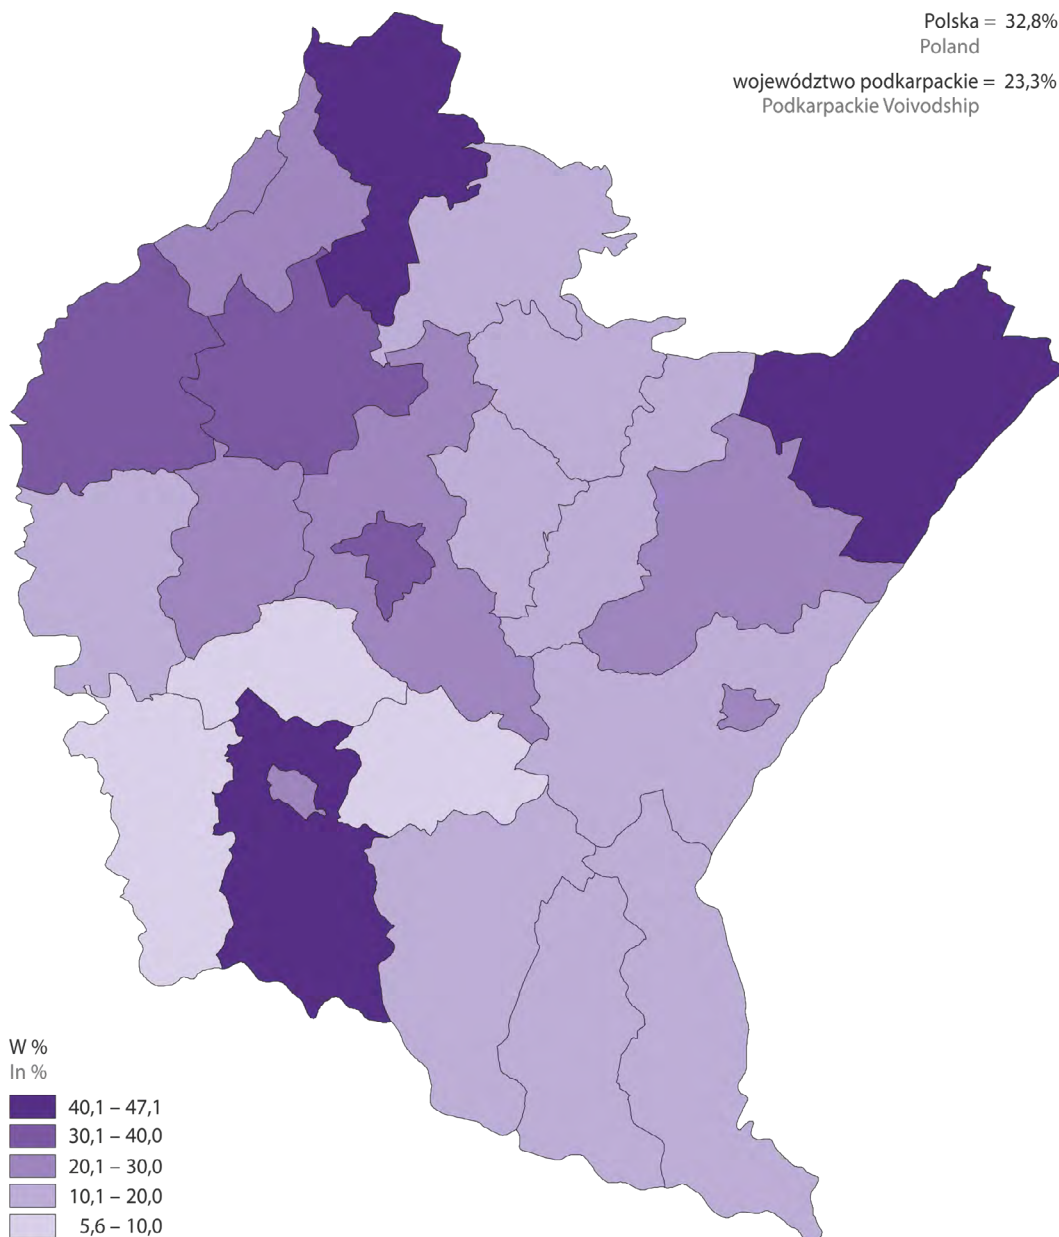 Polska = 32,8%
Poland
województwo podkarpackie = 23,3%
Podkarpackie Voivodship
W %
In %
40,1 – 47,1
30,1 – 40,0
20,1 – 30,0
10,1 – 20,0
5,6 – 10,0